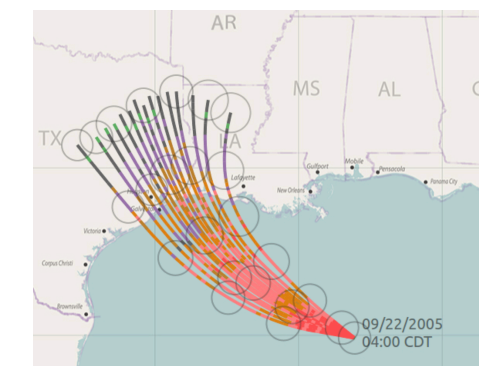 AR
MS
AL
TX
LA
Gulfport
Mobile
Pensacola
Lafayette
New Orleans
Panama City
Victoria
Corpus Christi
Brownsville
09/22/2005
04:00 CDT